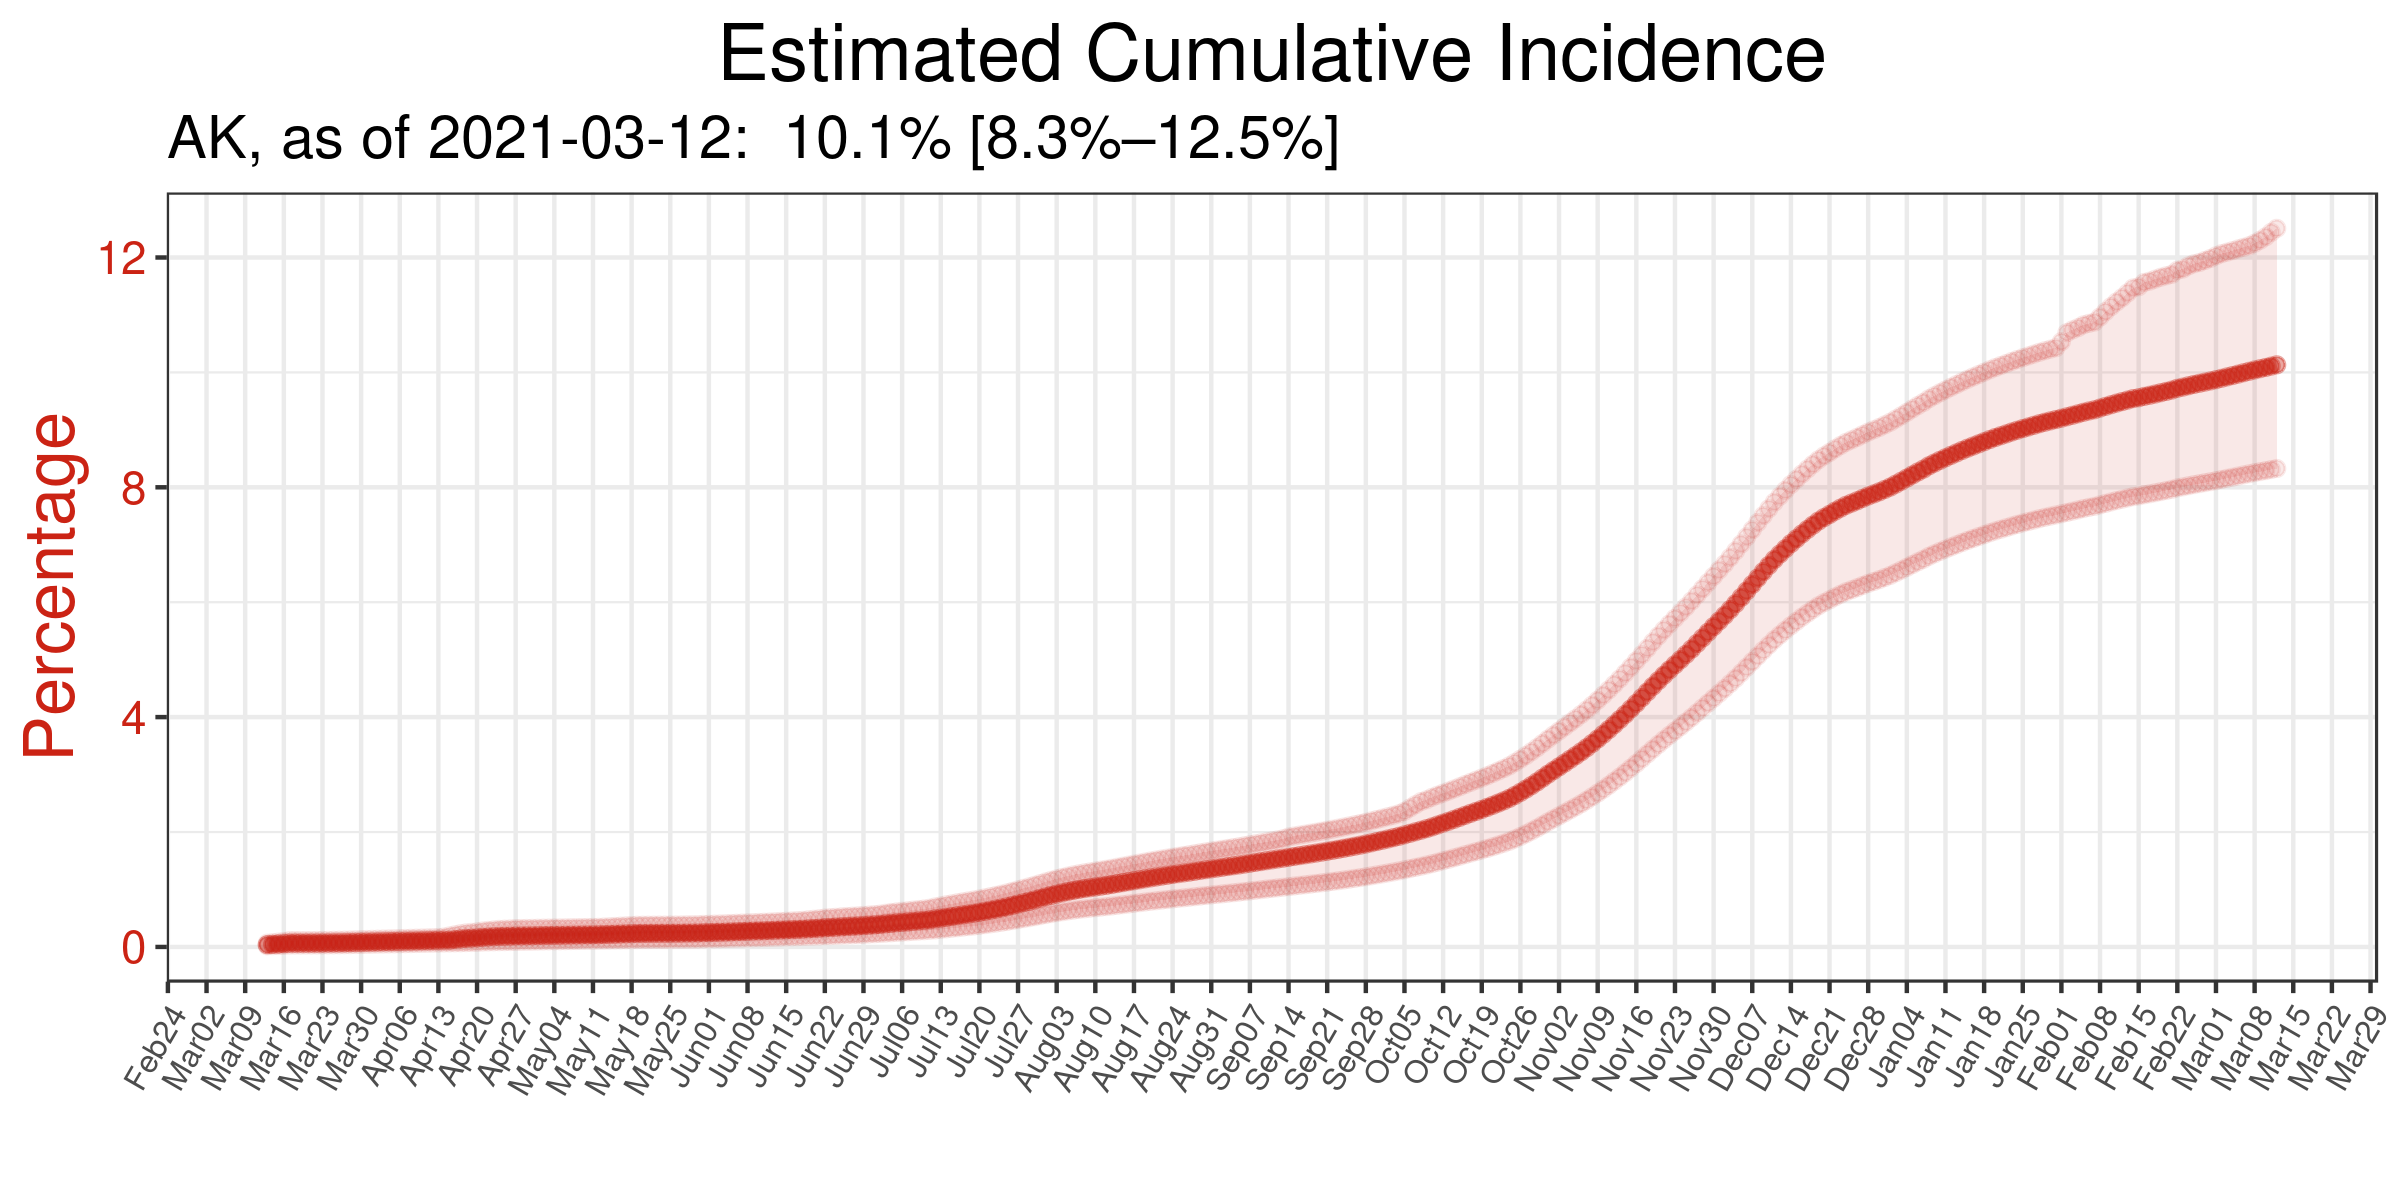 Estimated Cumulative Incidence
AK, as of 2021-03-12:  10.1% [8.3%–12.5%]
Percentage
12
8
4
0
Feb24 Mar02 Mar09 Mar16 Mar23 Mar30 Apr06 Apr13 Apr20 Apr27 May04 May11 May18 May25 Jun01 Jun08 Jun15 Jun22 Jun29 Jul06 Jul13 Jul20 Jul27 Aug03 Aug10 Aug17 Aug24 Aug31 Sep07 Sep14 Sep21 Sep28 Oct05 Oct12 Oct19 Oct26 Nov02 Nov09 Nov16 Nov23 Nov30 Dec07 Dec14 Dec21 Dec28 Jan04 Jan11 Jan18 Jan25 Feb01 Feb08 Feb15 Feb22 Mar01 Mar08 Mar15 Mar22 Mar29